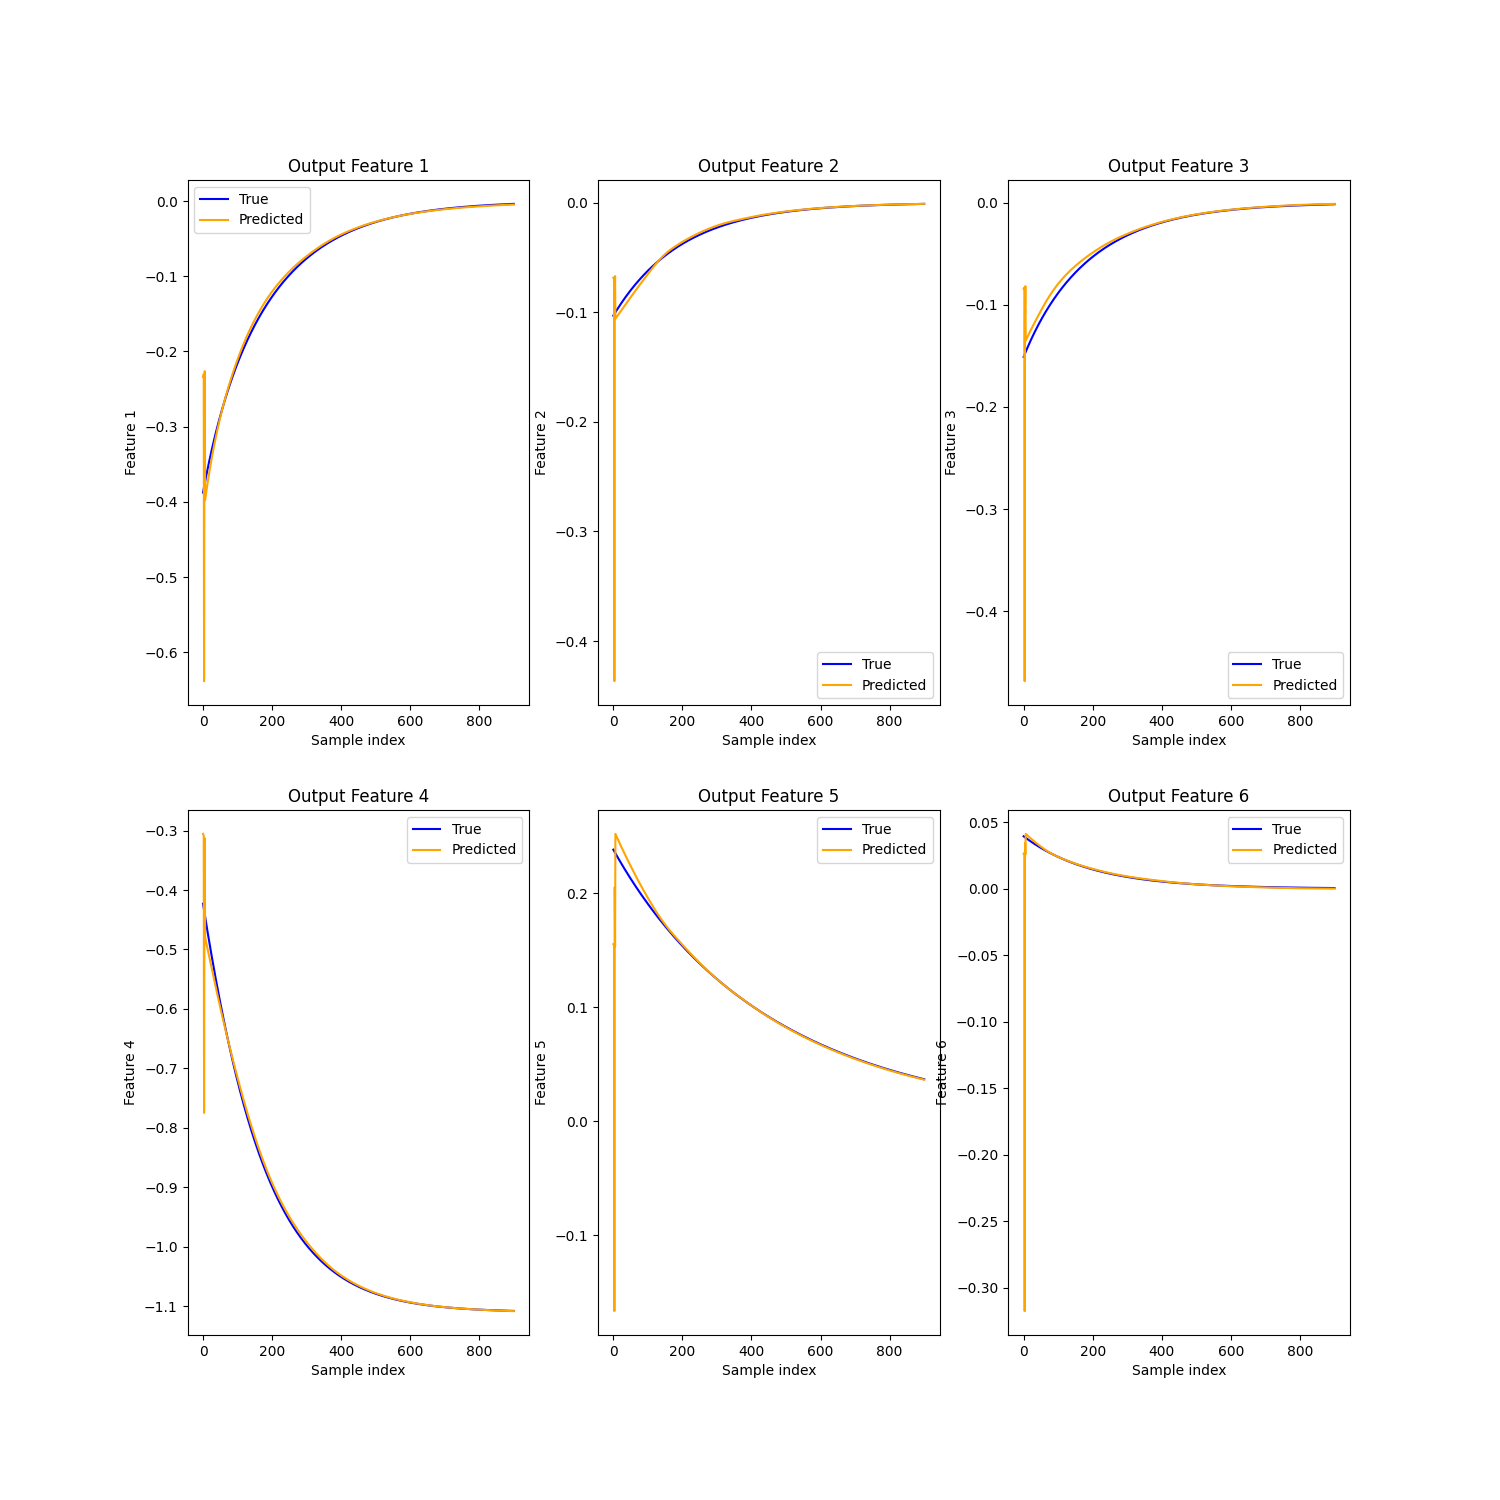 Output Feature 1
True
Predicted
0.0
−0.1
−0.2
−0.3
−0.4
−0.5
−0.6
Feature 1
0 200 400 600 800
Sample index
Output Feature 2
0.0
−0.1
−0.2
−0.3
−0.4
Feature 2
True
Predicted
0 200 400 600 800
Sample index
Output Feature 3
0.0
−0.1
−0.2
−0.3
−0.4
Feature 3
True
Predicted
0 200 400 600 800
Sample index
Output Feature 4
True
Predicted
−0.3
−0.4
−0.5
−0.6
−0.7
−0.8
−0.9
−1.0
−1.1
Feature 4
0 200 400 600 800
Sample index
Output Feature 5
True
Predicted
0.2
0.1
0.0
−0.1
Feature 5
0 200 400 600 800
Sample index
Output Feature 6
True
Predicted
0.05
0.00
−0.05
−0.10
−0.15
−0.20
−0.25
−0.30
Feature 6
0 200 400 600 800
Sample index